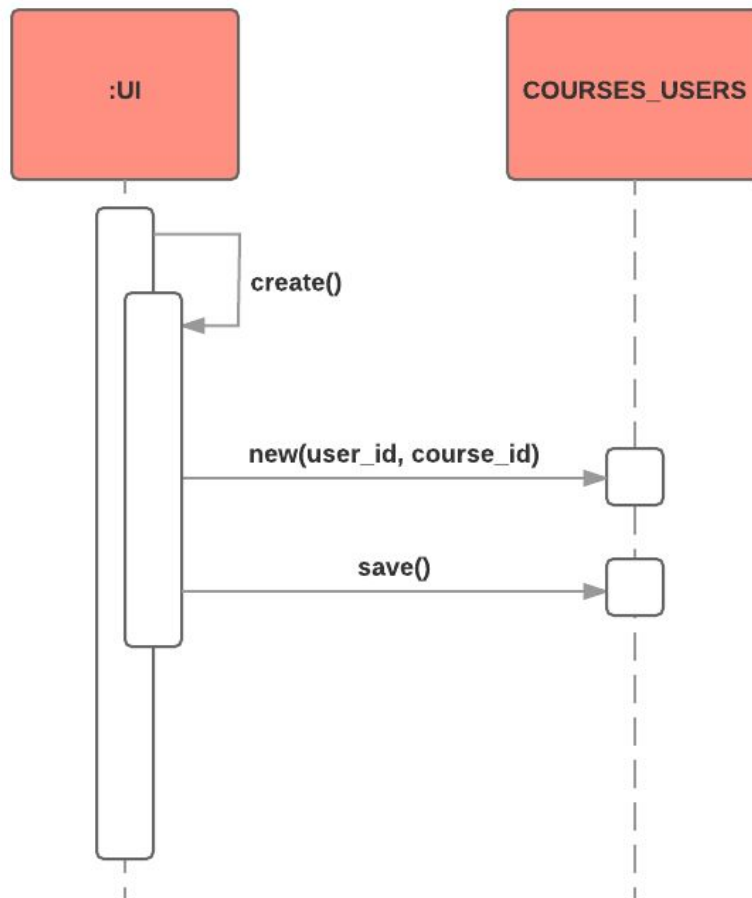 :UI
COURSES_USERS
create()
new(user_id, course_id)
save()